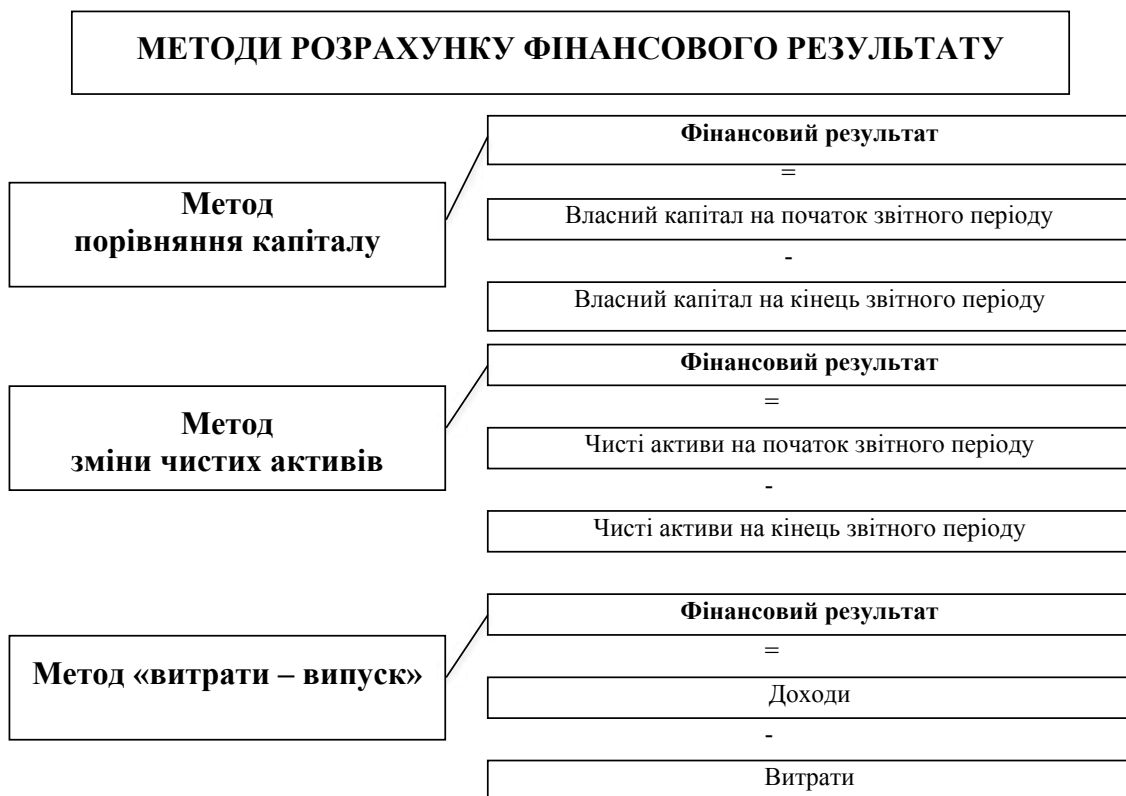 МЕТОДИ РОЗРАХУНКУ ФІНАНСОВОГО РЕЗУЛЬТАТУ
Метод
порівняння капіталу
Фінансовий результат
=
Власний капітал на початок звітного періоду
-
Власний капітал на кінець звітного періоду
Метод
зміни чистих активів
Фінансовий результат
=
Чисті активи на початок звітного періоду
-
Чисті активи на кінець звітного періоду
Метод «витрати – випуск»
Фінансовий результат
=
Доходи
-
Витрати